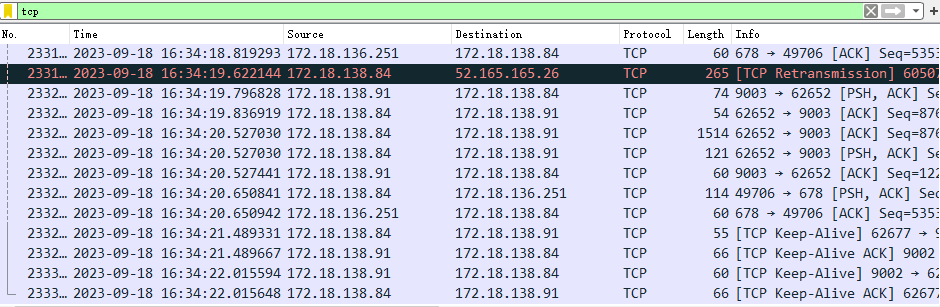 tcp
No. Time Source Destination Protocol Length Info
2331… 2023-09-18 16:34:18.819293 172.18.136.251 172.18.138.84 TCP 60 678 → 49706 [ACK] Seq=5353
2331… 2023-09-18 16:34:19.622144 172.18.138.84 52.165.165.26 TCP 265 [TCP Retransmission] 60507
2332… 2023-09-18 16:34:19.796828 172.18.138.91 172.18.138.84 TCP 74 9003 → 62652 [PSH, ACK] Se
2332… 2023-09-18 16:34:19.836919 172.18.138.84 172.18.138.91 TCP 54 62652 → 9003 [ACK] Seq=876
2332… 2023-09-18 16:34:20.527030 172.18.138.84 172.18.138.91 TCP 1514 62652 → 9003 [ACK] Seq=876
2332… 2023-09-18 16:34:20.527030 172.18.138.84 172.18.138.91 TCP 121 62652 → 9003 [PSH, ACK] Se
2332… 2023-09-18 16:34:20.527441 172.18.138.91 172.18.138.84 TCP 60 9003 → 62652 [ACK] Seq=122
2332… 2023-09-18 16:34:20.650841 172.18.138.84 172.18.136.251 TCP 114 49706 → 678 [PSH, ACK] Se
2332… 2023-09-18 16:34:20.650942 172.18.136.251 172.18.138.84 TCP 60 678 → 49706 [ACK] Seq=5353
2332… 2023-09-18 16:34:21.489331 172.18.138.84 172.18.138.91 TCP 55 [TCP Keep-Alive] 62677 → 9
2332… 2023-09-18 16:34:21.489667 172.18.138.91 172.18.138.84 TCP 66 [TCP Keep-Alive ACK] 9002
2333… 2023-09-18 16:34:22.015594 172.18.138.91 172.18.138.84 TCP 60 [TCP Keep-Alive] 9002 → 62
2333… 2023-09-18 16:34:22.015648 172.18.138.84 172.18.138.91 TCP 66 [TCP Keep-Alive ACK] 62677